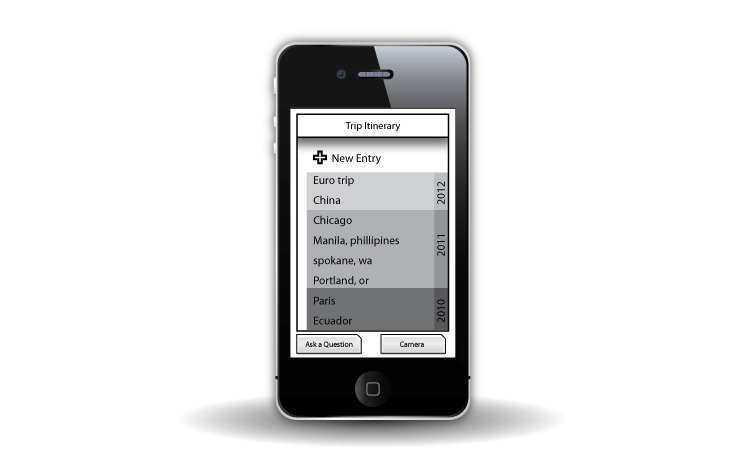 Trip Itinerary
New Entry
Euro trip
China
2012
Chicago
Manila, phillipines
spokane, wa
Portland, or
2011
Paris
Ecuador
2010
Ask a Question
Camera